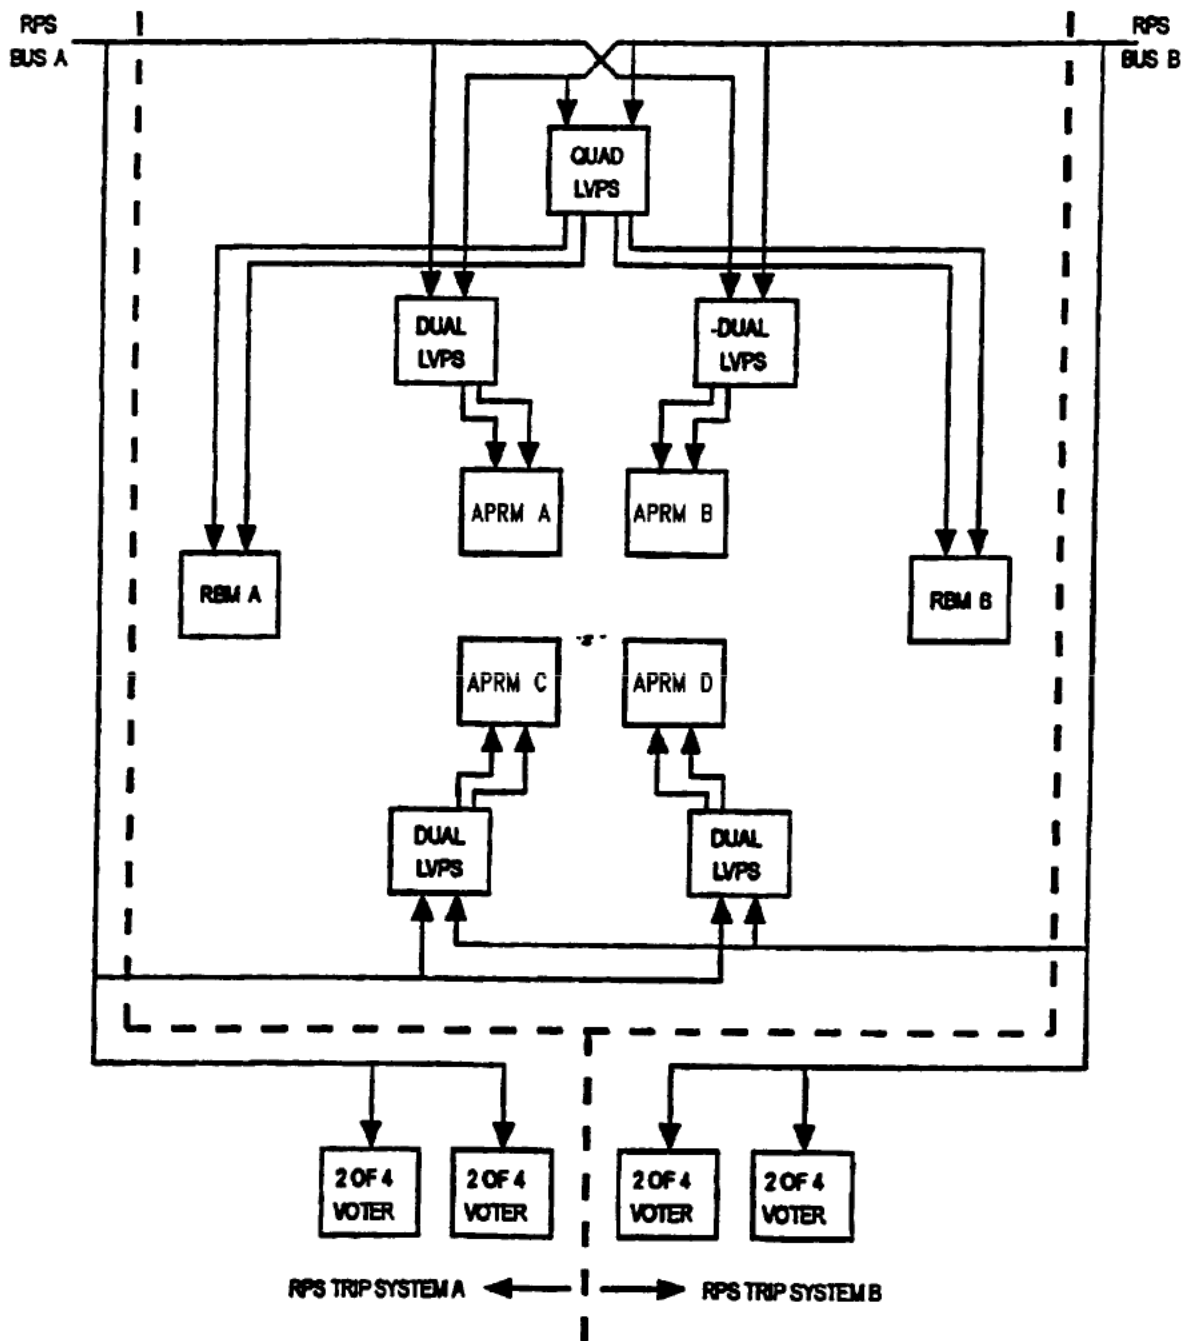 RPS
BUS A
RPS
BUS B
QUAD
LVPS
DUAL
LVPS
-DUAL
LVPS
APRM A
APRM B
RBM A
RBM B
APRM C
APRM D
DUAL
LVPS
DUAL
LVPS
2 OF 4
VOTER
2 OF 4
VOTER
2 OF 4
VOTER
2 OF 4
VOTER
RPS TRIP SYSTEM A
RPS TRIP SYSTEM B